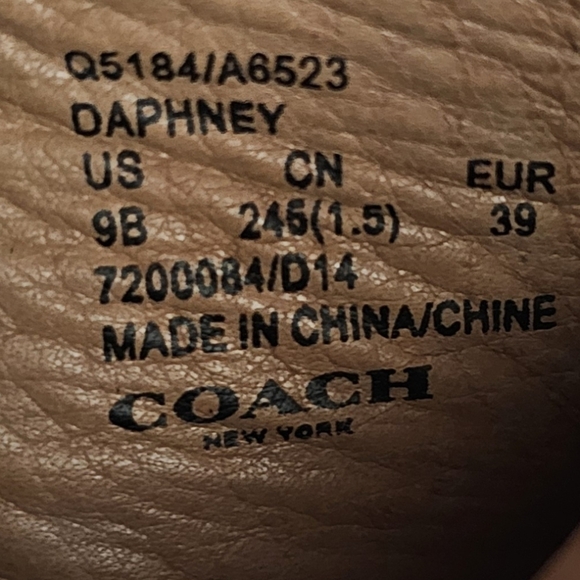 Q5184/A6523
DAPHNEY
US CN EUR
9B 245(1.5) 39
7200084/D14
MADE IN CHINA/CHINE
COACH
NEW YORK